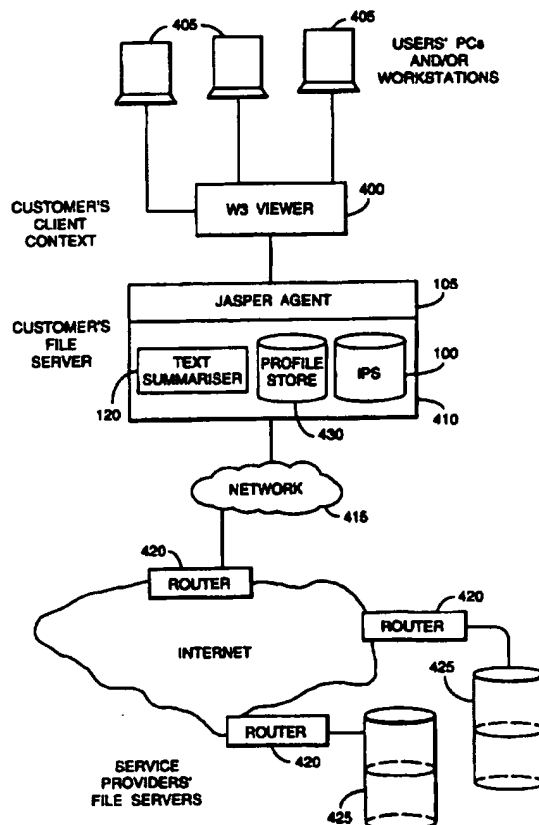 405
405
USERS' PCs
AND/OR
WORKSTATIONS
W3 VIEWER
400
CUSTOMER'S
CLIENT
CONTEXT
JASPER AGENT
105
CUSTOMER'S
FILE
SERVER
TEXT
SUMMARISER
PROFILE
STORE
IPS
100
120
430
410
NETWORK
415
420
ROUTER
420
ROUTER
INTERNET
425
ROUTER
420
SERVICE
PROVIDERS'
FILE SERVERS
425